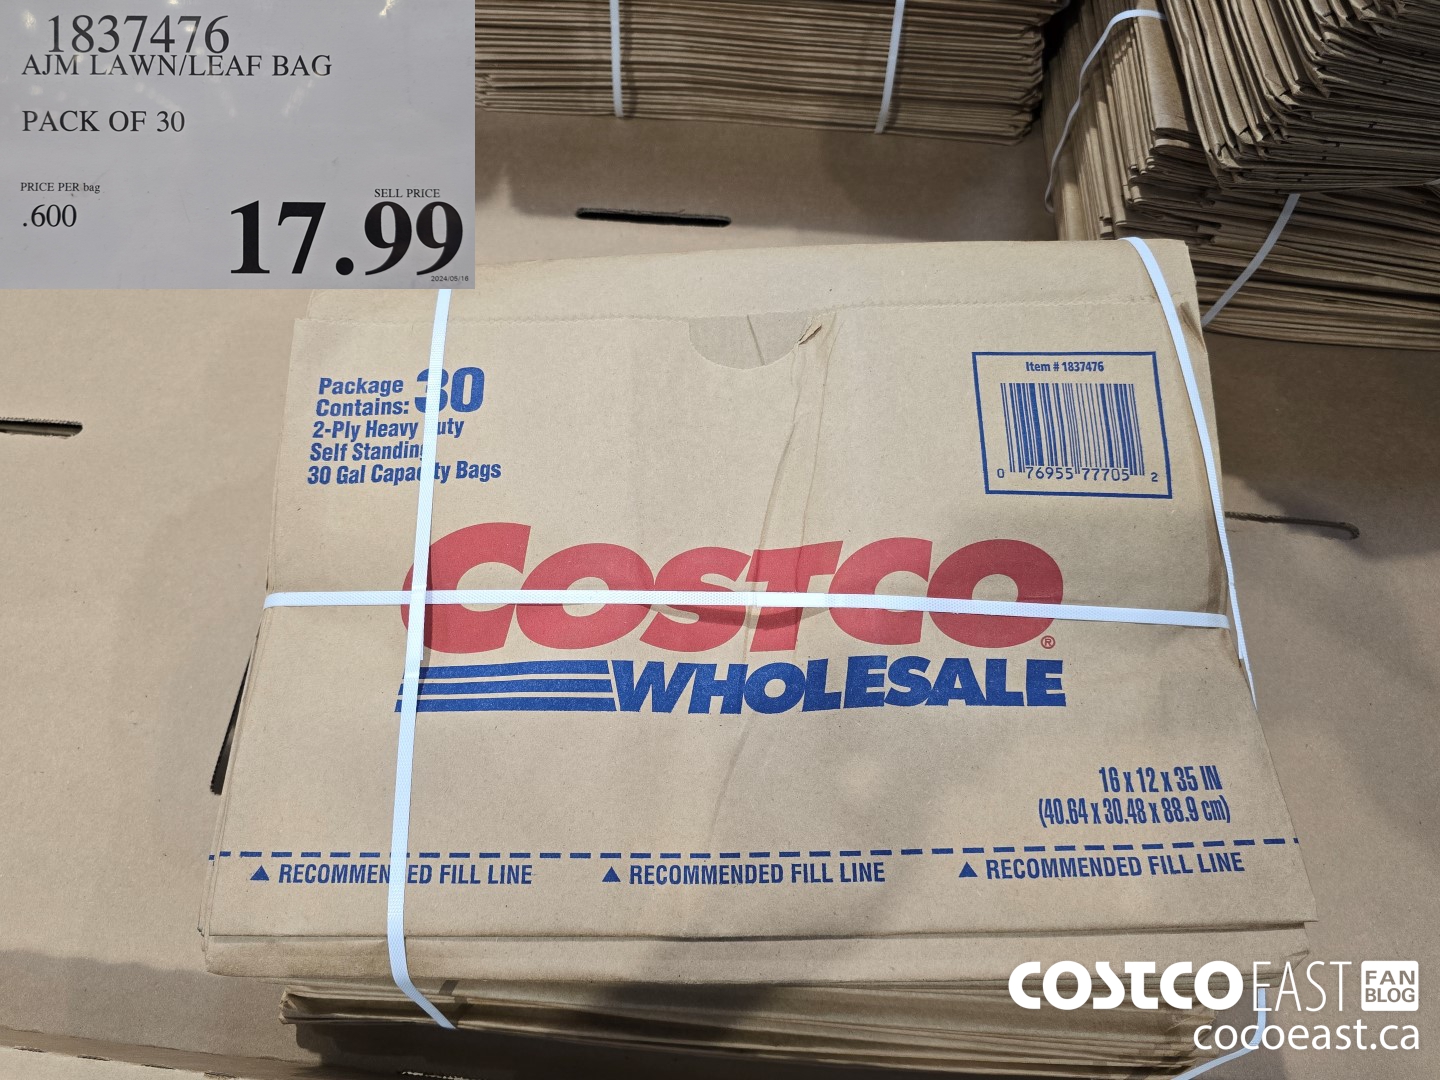 1837476
AJM LAWN/LEAF BAG
PACK OF 30
PRICE PER bag
.600
SELL PRICE
17.99
2024/05/16
Package
Contains: 30
2-Ply Heavy Duty
Self Standing
30 Gal Capacity Bags
Item # 1837476
0 76955 77705 2
COSTCO
®
WHOLESALE
16 x 12 x 35 IN
(40.64 x 30.48 x 88.9 cm)
▲ RECOMMENDED FILL LINE ▲ RECOMMENDED FILL LINE ▲ RECOMMENDED FILL LINE
COSTCO EAST FAN BLOG
cocoeast.ca